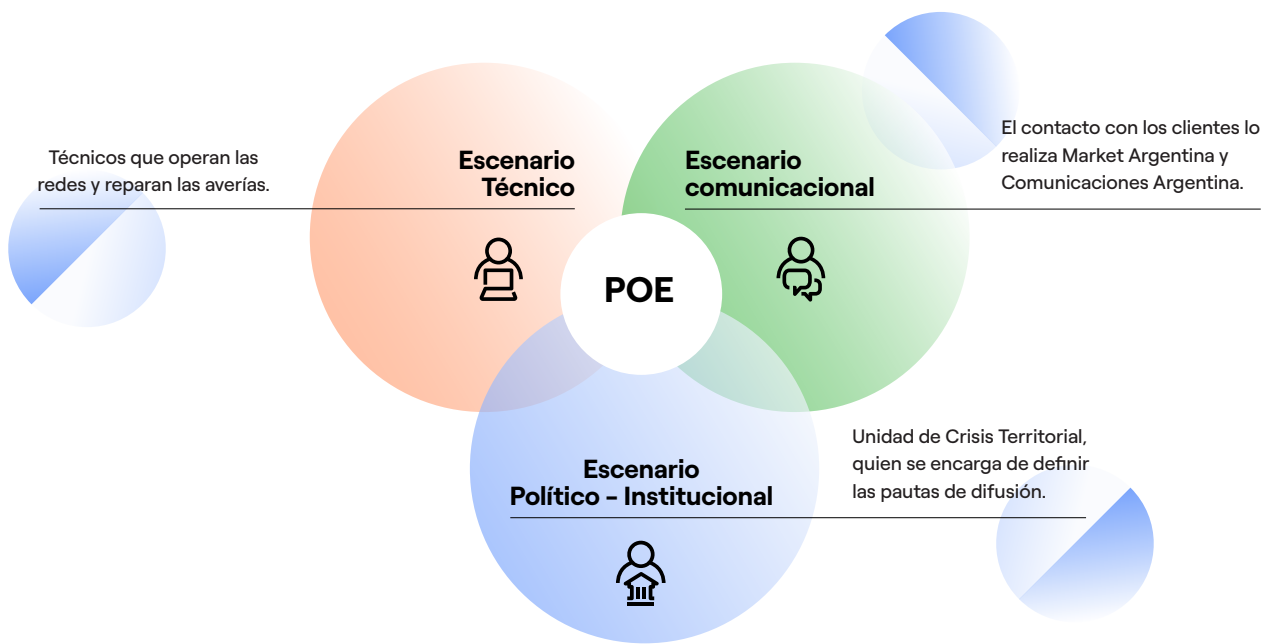 Técnicos que operan las
redes y reparan las averías.
Escenario
Técnico
Escenario
comunicacional
El contacto con los clientes lo
realiza Market Argentina y
Comunicaciones Argentina.
POE
Escenario
Político - Institucional
Unidad de Crisis Territorial,
quien se encarga de definir
las pautas de difusión.